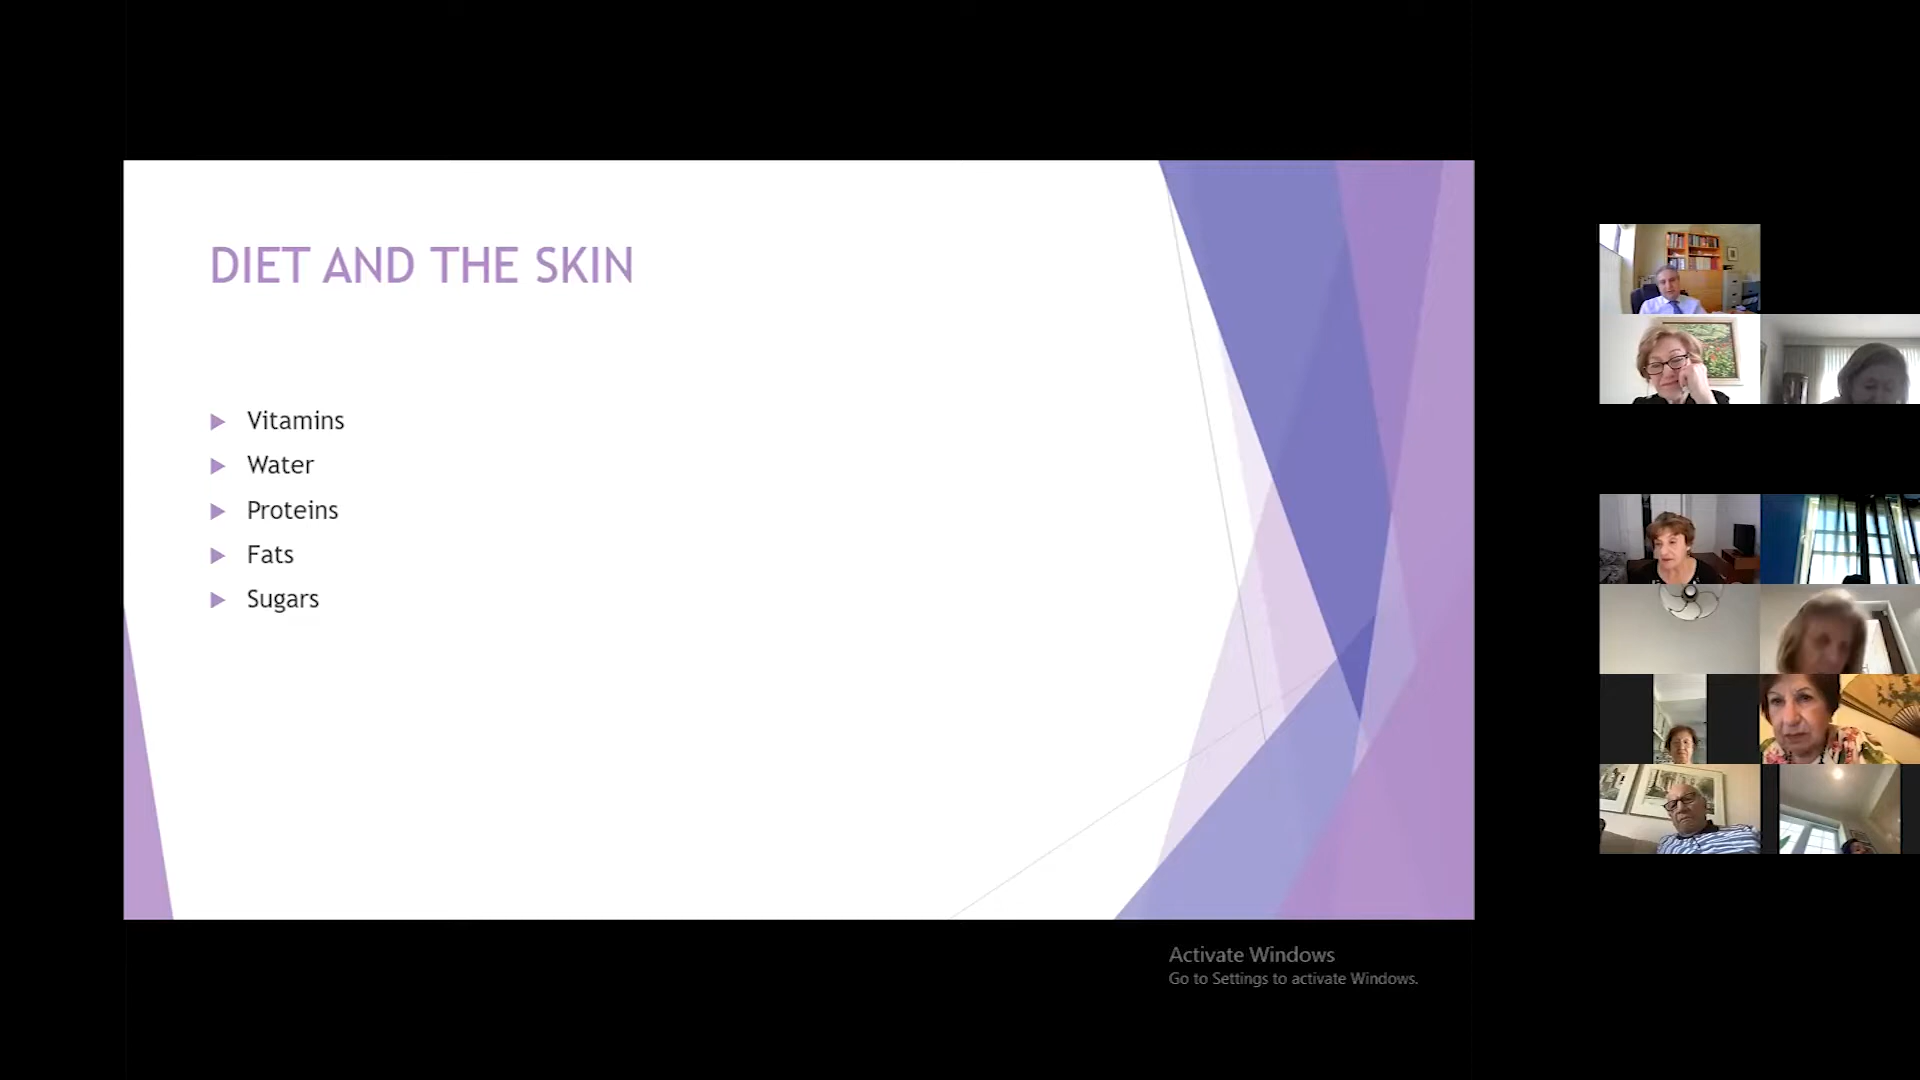 DIET AND THE SKIN
Vitamins
Water
Proteins
Fats
Sugars
Activate Windows
Go to Settings to activate Windows.